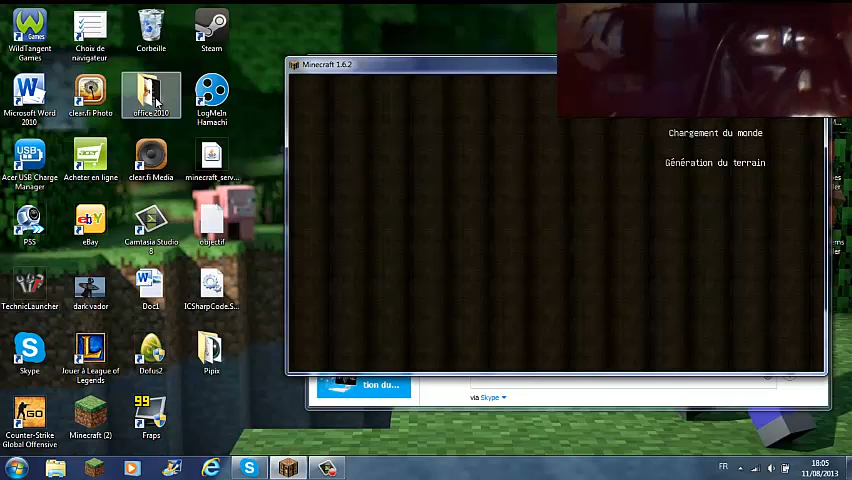 WildTangent
Games
Choix de
navigateur
Corbeille
Steam
Microsoft Word
2010
clear.fi Photo
office 2010
LogMeIn
Hamachi
USB
Acer USB Charge
Manager
Acheter en ligne
clear.fi Media
minecraft_serv...
PSS
eBay
Camtasia Studio
8
objectif
TechnicLauncher
dark vador
Doc1
ICSharpCode.S...
Skype
Jouer à League of
Legends
Dofus2
Pipix
Counter-Strike
Global Offensive
Minecraft (2)
99
Fraps
Minecraft 1.6.2
Chargement du monde
Génération du terrain
tion du...
via Skype
FR
18:05
11/08/2013